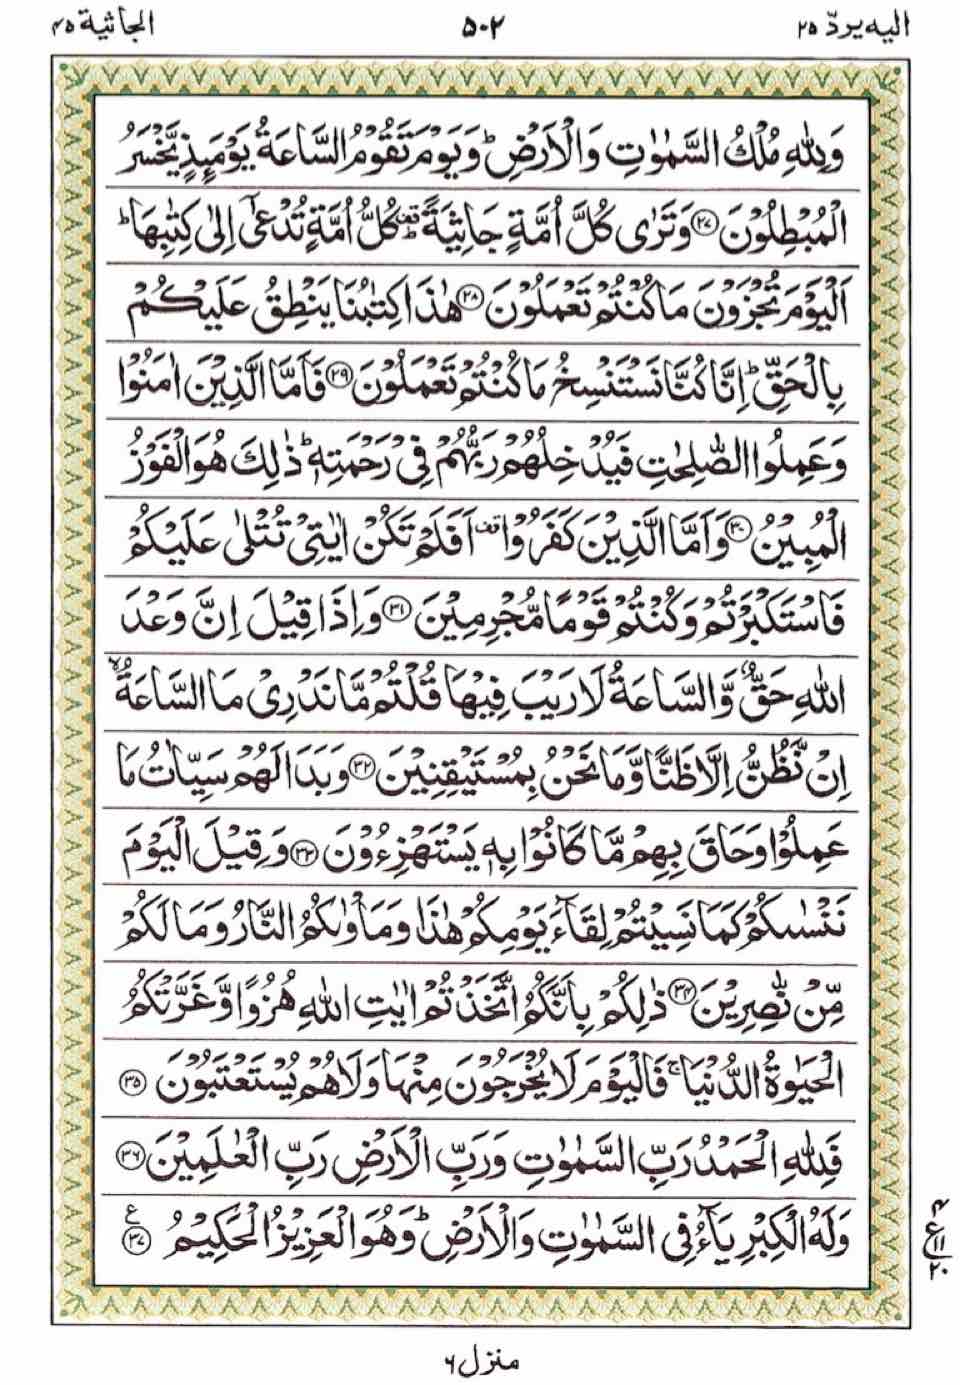 الجاثية ٤٥ ٥٠٢ اليه يردّ ٢٥
وَلِلّٰهِ مُلْكُ السَّمٰوٰتِ وَالْاَرْضِ ؕ وَيَوْمَ تَقُوْمُ السَّاعَةُ يَوْمَىِٕذٍ يَّخْسَرُ
الْمُبْطِلُوْنَ ﴿٢٧﴾ وَتَرٰى كُلَّ اُمَّةٍ جَاثِيَةً ۫ؕ كُلُّ اُمَّةٍ تُدْعٰۤى اِلٰى كِتٰبِهَا ؕ
اَلْيَوْمَ تُجْزَوْنَ مَا كُنْتُمْ تَعْمَلُوْنَ ﴿٢٨﴾ هٰذَا كِتٰبُنَا يَنْطِقُ عَلَيْكُمْ
بِالْحَقِّ ؕ اِنَّا كُنَّا نَسْتَنْسِخُ مَا كُنْتُمْ تَعْمَلُوْنَ ﴿٢٩﴾ فَاَمَّا الَّذِيْنَ اٰمَنُوْا
وَعَمِلُوا الصّٰلِحٰتِ فَيُدْخِلُهُمْ رَبُّهُمْ فِيْ رَحْمَتِهٖ ؕ ذٰلِكَ هُوَ الْفَوْزُ
الْمُبِيْنُ ﴿٣٠﴾ وَاَمَّا الَّذِيْنَ كَفَرُوْا ۫ اَفَلَمْ تَكُنْ اٰيٰتِيْ تُتْلٰى عَلَيْكُمْ
فَاسْتَكْبَرْتُمْ وَكُنْتُمْ قَوْمًا مُّجْرِمِيْنَ ﴿٣١﴾ وَاِذَا قِيْلَ اِنَّ وَعْدَ
اللّٰهِ حَقٌّ وَّالسَّاعَةُ لَا رَيْبَ فِيْهَا قُلْتُمْ مَّا نَدْرِيْ مَا السَّاعَةُ ۙ
اِنْ نَّظُنُّ اِلَّا ظَنًّا وَّمَا نَحْنُ بِمُسْتَيْقِنِيْنَ ﴿٣٢﴾ وَبَدَا لَهُمْ سَيِّاٰتُ مَا
عَمِلُوْا وَحَاقَ بِهِمْ مَّا كَانُوْا بِهٖ يَسْتَهْزِءُوْنَ ﴿٣٣﴾ وَقِيْلَ الْيَوْمَ
نَنْسٰىكُمْ كَمَا نَسِيْتُمْ لِقَآءَ يَوْمِكُمْ هٰذَا وَمَاْوٰىكُمُ النَّارُ وَمَا لَكُمْ
مِّنْ نّٰصِرِيْنَ ﴿٣٤﴾ ذٰلِكُمْ بِاَنَّكُمُ اتَّخَذْتُمْ اٰيٰتِ اللّٰهِ هُزُوًا وَّغَرَّتْكُمُ
الْحَيٰوةُ الدُّنْيَا ۚ فَالْيَوْمَ لَا يُخْرَجُوْنَ مِنْهَا وَلَا هُمْ يُسْتَعْتَبُوْنَ ﴿٣٥﴾
فَلِلّٰهِ الْحَمْدُ رَبِّ السَّمٰوٰتِ وَرَبِّ الْاَرْضِ رَبِّ الْعٰلَمِيْنَ ﴿٣٦﴾
وَلَهُ الْكِبْرِيَآءُ فِي السَّمٰوٰتِ وَالْاَرْضِ ؕ وَهُوَ الْعَزِيْزُ الْحَكِيْمُ ﴿٣٧﴾ ع
٤ ع ١١ ٢٠
منزل ٦